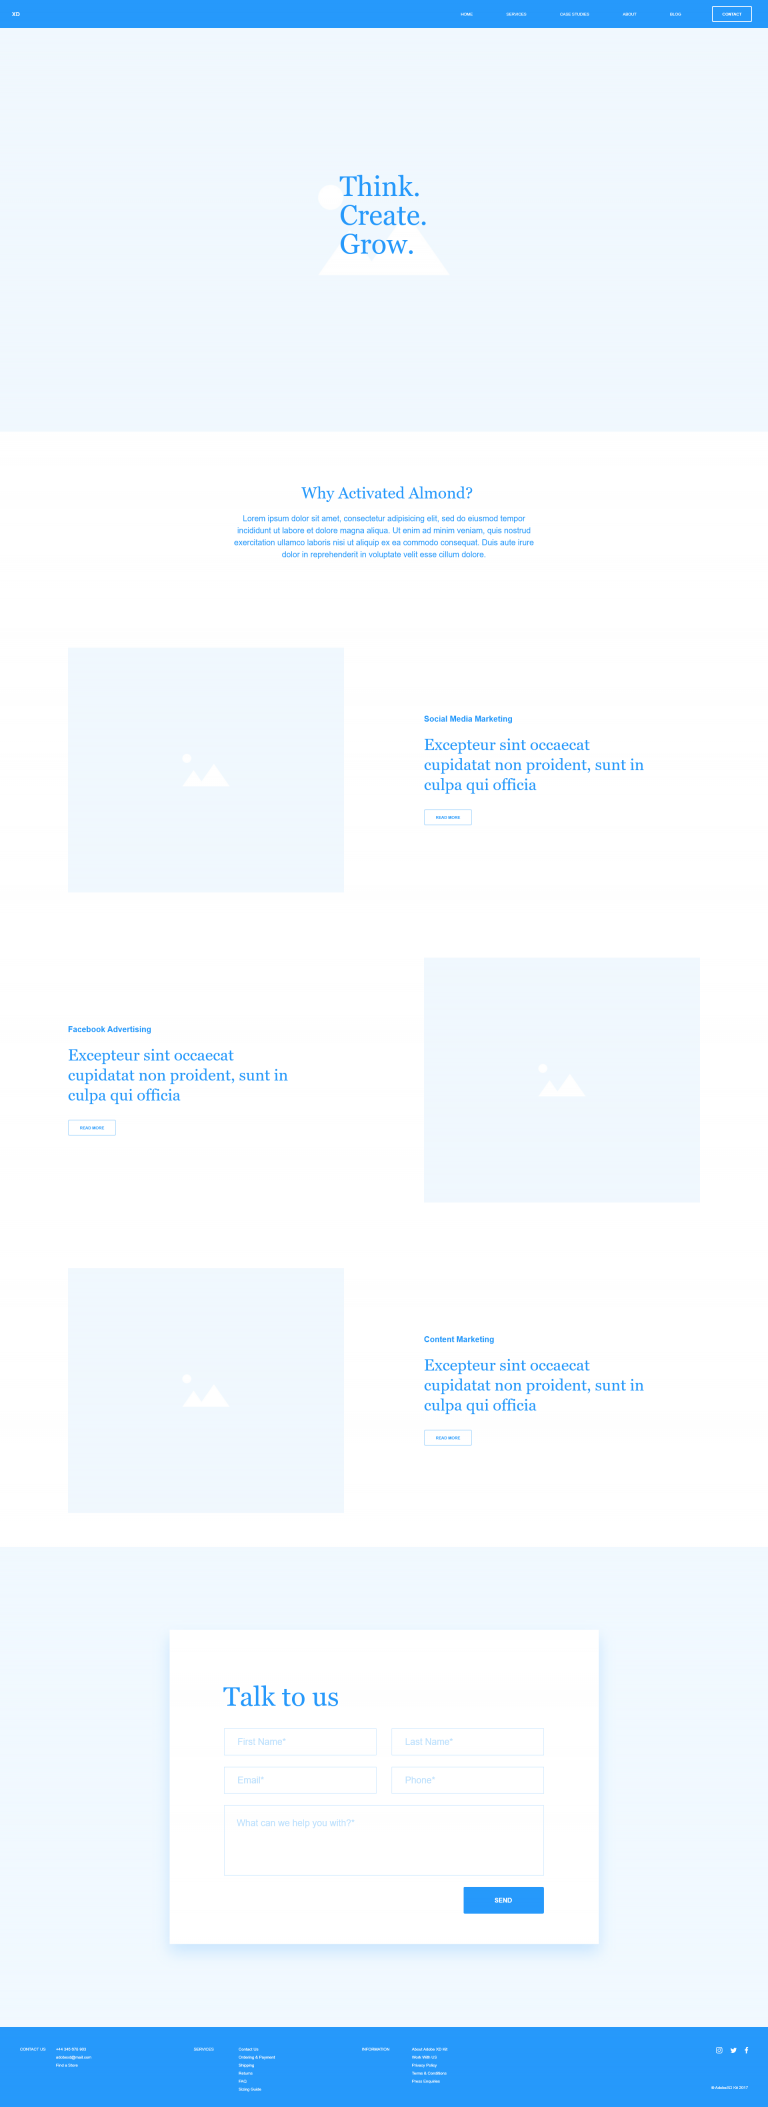 XD
HOME SERVICES CASE STUDIES ABOUT BLOG CONTACT
Think.
Create.
Grow.
Why Activated Almond?
Lorem ipsum dolor sit amet, consectetur adipisicing elit, sed do eiusmod tempor
incididunt ut labore et dolore magna aliqua. Ut enim ad minim veniam, quis nostrud
exercitation ullamco laboris nisi ut aliquip ex ea commodo consequat. Duis aute irure
dolor in reprehenderit in voluptate velit esse cillum dolore.
Social Media Marketing
Excepteur sint occaecat
cupidatat non proident, sunt in
culpa qui officia
READ MORE
Facebook Advertising
Excepteur sint occaecat
cupidatat non proident, sunt in
culpa qui officia
READ MORE
Content Marketing
Excepteur sint occaecat
cupidatat non proident, sunt in
culpa qui officia
READ MORE
Talk to us
First Name*
Last Name*
Email*
Phone*
What can we help you with?*
SEND
CONTACT US
Find a Store
SERVICES
Contact Us
Ordering & Payment
Shipping
Returns
FAQ
Sizing Guide
INFORMATION
About Adobe XD Kit
Work With US
Privacy Policy
Terms & Conditions
Press Enquiries
© AdobeXD Kit 2017